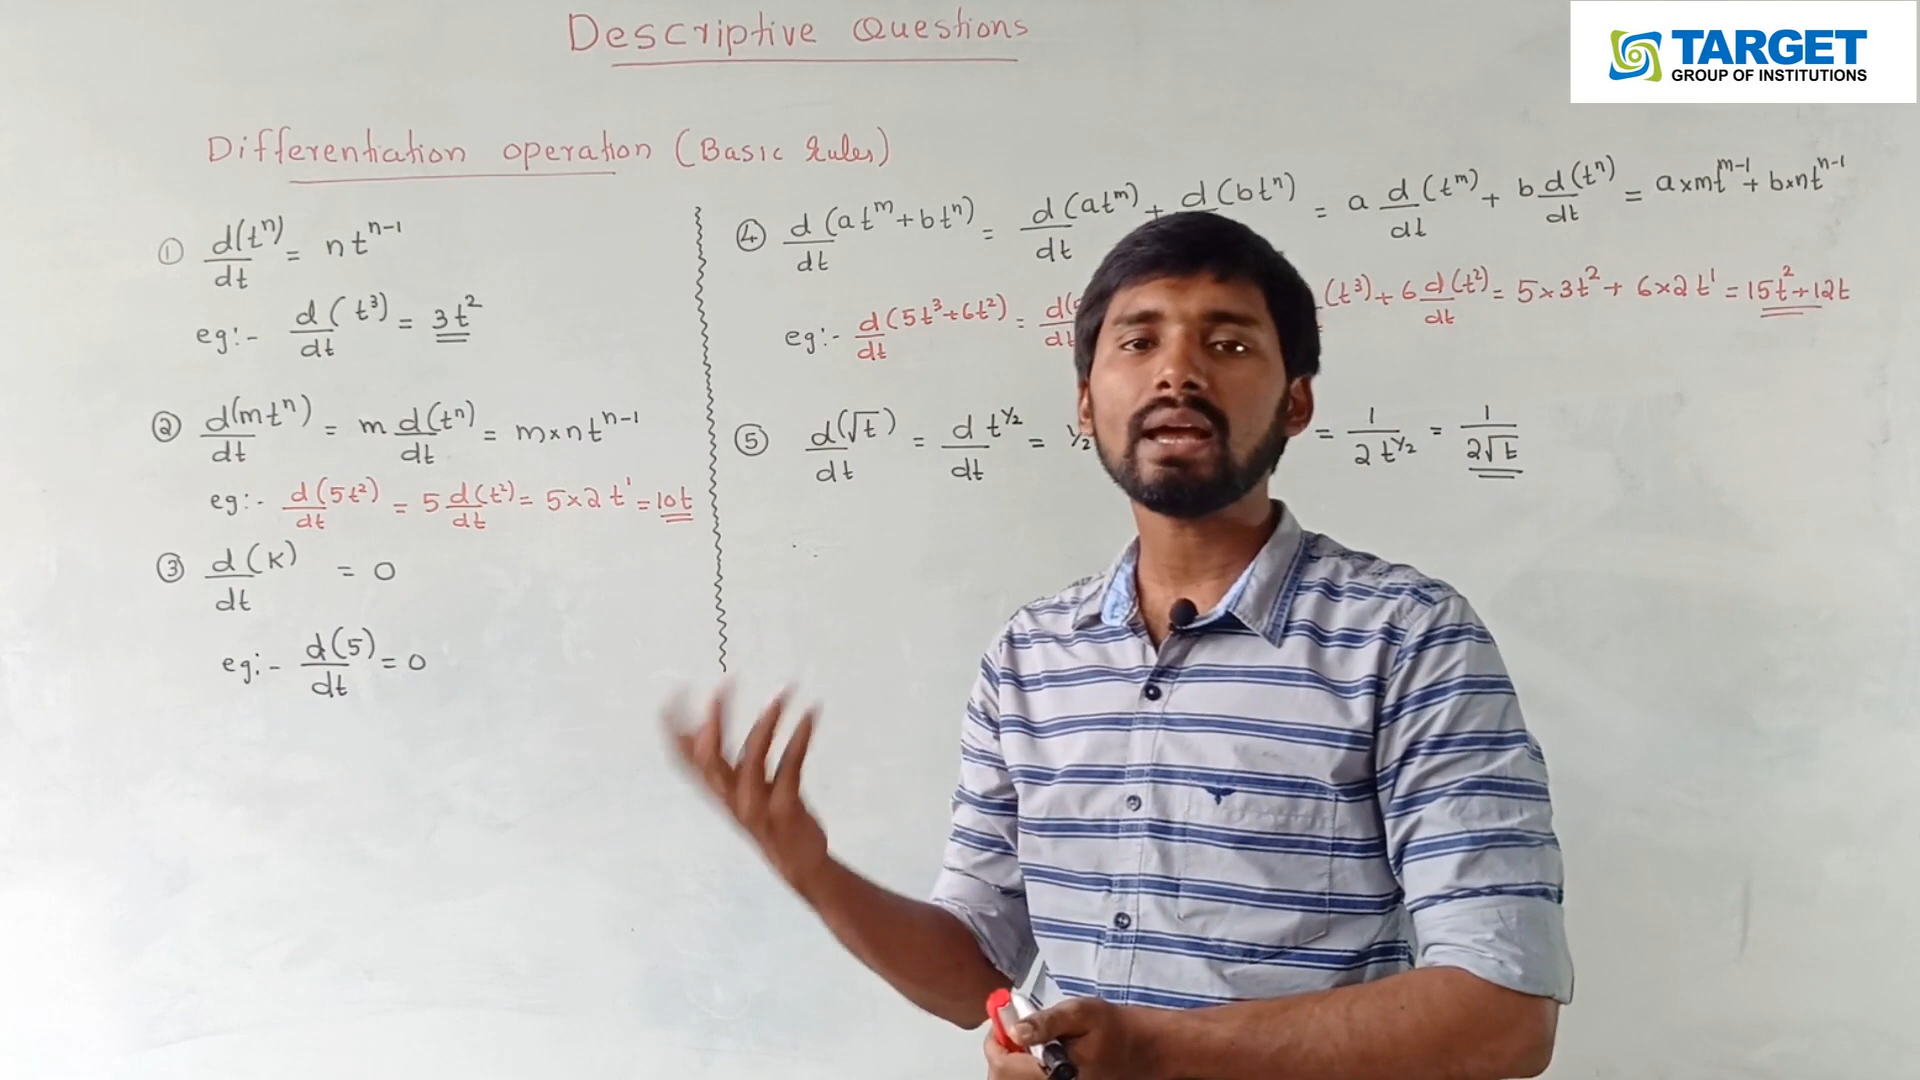 Descriptive Questions
TARGET
GROUP OF INSTITUTIONS
Differentiation operation (Basic Rules)
① d(tⁿ)/dt = ntⁿ⁻¹
eg:- d/dt (t³) = 3t²
② d(mtⁿ)/dt = m d(tⁿ)/dt = m×ntⁿ⁻¹
eg:- d(5t²)/dt = 5 d(t²)/dt = 5×2t¹ = 10t
③ d(K)/dt = 0
eg:- d(5)/dt = 0
④ d/dt (atᵐ+btⁿ) = d(atᵐ)/dt + d(btⁿ) = a d/dt (tᵐ) + b d(tⁿ)/dt = a×mtᵐ⁻¹ + b×ntⁿ⁻¹
eg:- d/dt (5t³+6t²) = (t³) + 6 d(t²)/dt = 5×3t² + 6×2t¹ = 15t²+12t
⑤ d(√t)/dt = d/dt t^½ = ½ = 1/2t^½ = 1/2√t